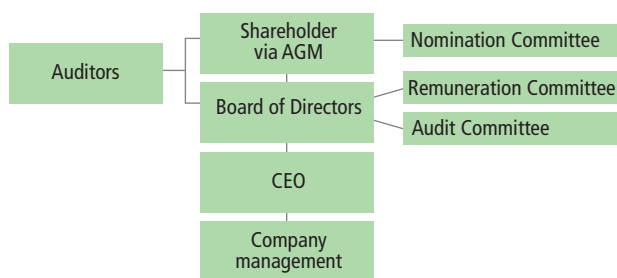 Shareholder
via AGM
Nomination Committee
Auditors
Remuneration Committee
Board of Directors
Audit Committee
CEO
Company
management